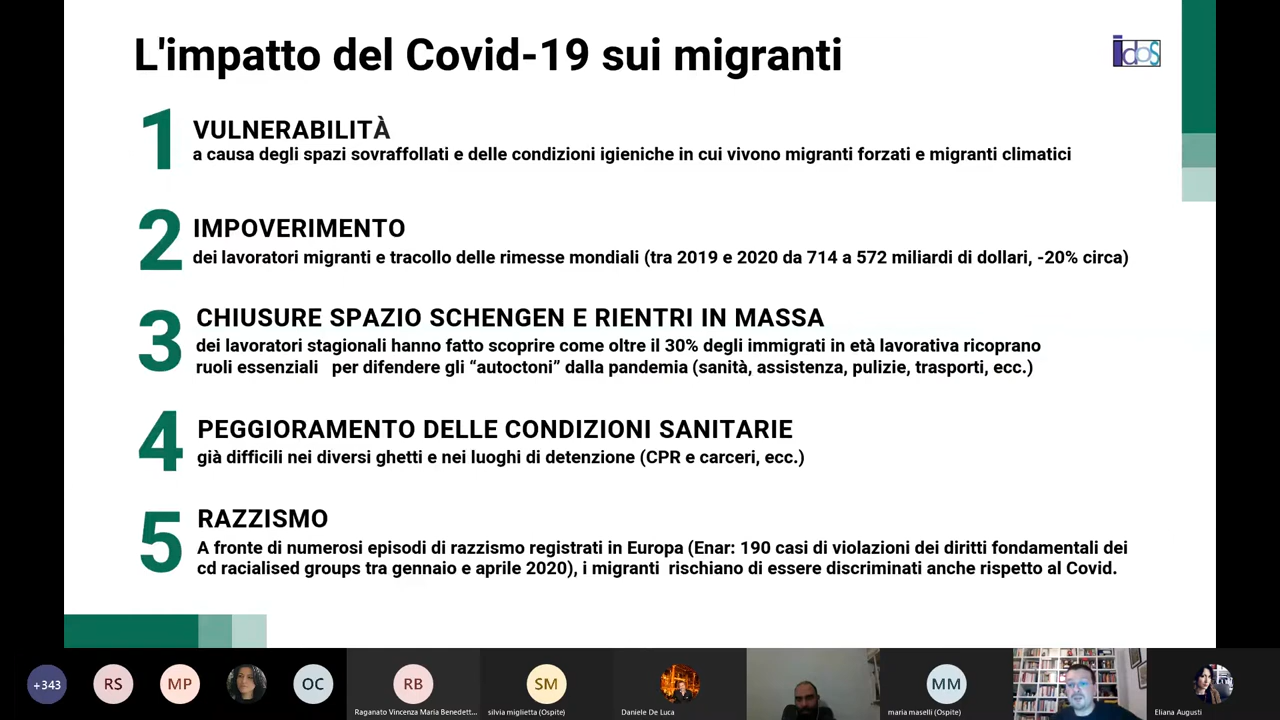 L'impatto del Covid-19 sui migranti
idos
1
VULNERABILITÀ
a causa degli spazi sovraffollati e delle condizioni igieniche in cui vivono migranti forzati e migranti climatici
2
IMPOVERIMENTO
dei lavoratori migranti e tracollo delle rimesse mondiali (tra 2019 e 2020 da 714 a 572 miliardi di dollari, -20% circa)
3
CHIUSURE SPAZIO SCHENGEN E RIENTRI IN MASSA
dei lavoratori stagionali hanno fatto scoprire come oltre il 30% degli immigrati in età lavorativa ricoprano
ruoli essenziali per difendere gli “autoctoni” dalla pandemia (sanità, assistenza, pulizie, trasporti, ecc.)
4
PEGGIORAMENTO DELLE CONDIZIONI SANITARIE
già difficili nei diversi ghetti e nei luoghi di detenzione (CPR e carceri, ecc.)
5
RAZZISMO
A fronte di numerosi episodi di razzismo registrati in Europa (Enar: 190 casi di violazioni dei diritti fondamentali dei
cd racialised groups tra gennaio e aprile 2020), i migranti rischiano di essere discriminati anche rispetto al Covid.
+343
RS
MP
OC
RB
SM
MM
Raganato Vincenza Maria Benedett...
silvia miglietta (Ospite)
Daniele De Luca
maria maselli (Ospite)
Eliana Augusti